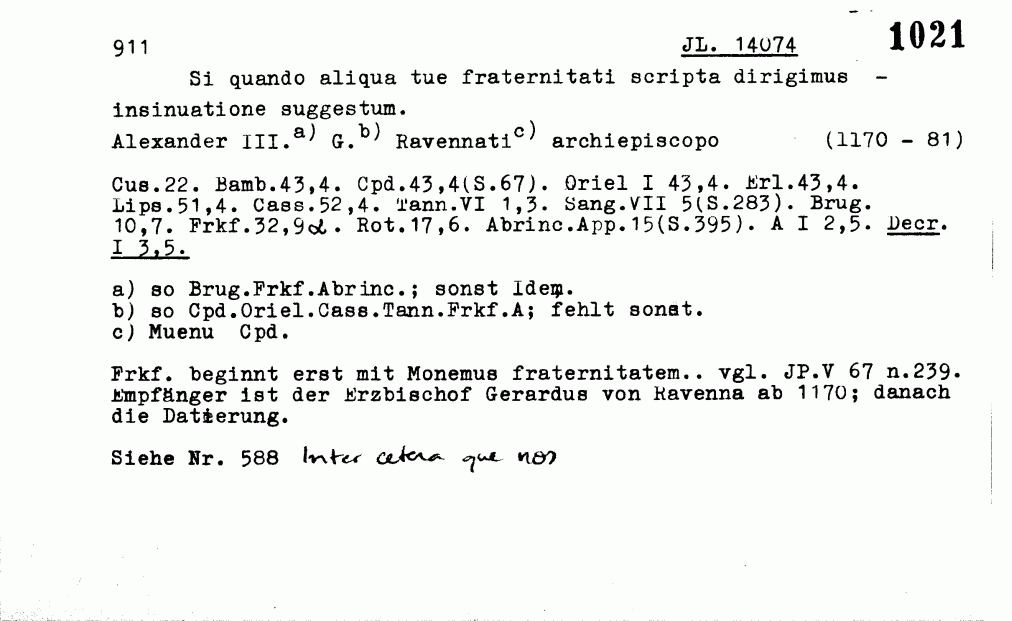 911 JL. 14074 1021
Si quando aliqua tue fraternitati scripta dirigimus -
insinuatione suggestum.
Alexander III.a) G.b) Ravennatic) archiepiscopo (1170 - 81)
Cus.22. Bamb.43,4. Cpd.43,4(S.67). Oriel I 43,4. Erl.43,4.
Lips.51,4. Cass.52,4. Tann.VI 1,3. Sang.VII 5(S.283). Brug.
10,7. Frkf.32,9α. Rot.17,6. Abrinc.App.15(S.395). A I 2,5. Decr.
I 3,5.
a) so Brug.Frkf.Abrinc.; sonst Idem.
b) so Cpd.Oriel.Cass.Tann.Frkf.A; fehlt sonst.
c) Muenu Cpd.
Frkf. beginnt erst mit Monemus fraternitatem.. vgl. JP.V 67 n.239.
Empfänger ist der Erzbischof Gerardus von Ravenna ab 1170; danach
die Datierung.
Siehe Nr. 588 Inter cetera que nos